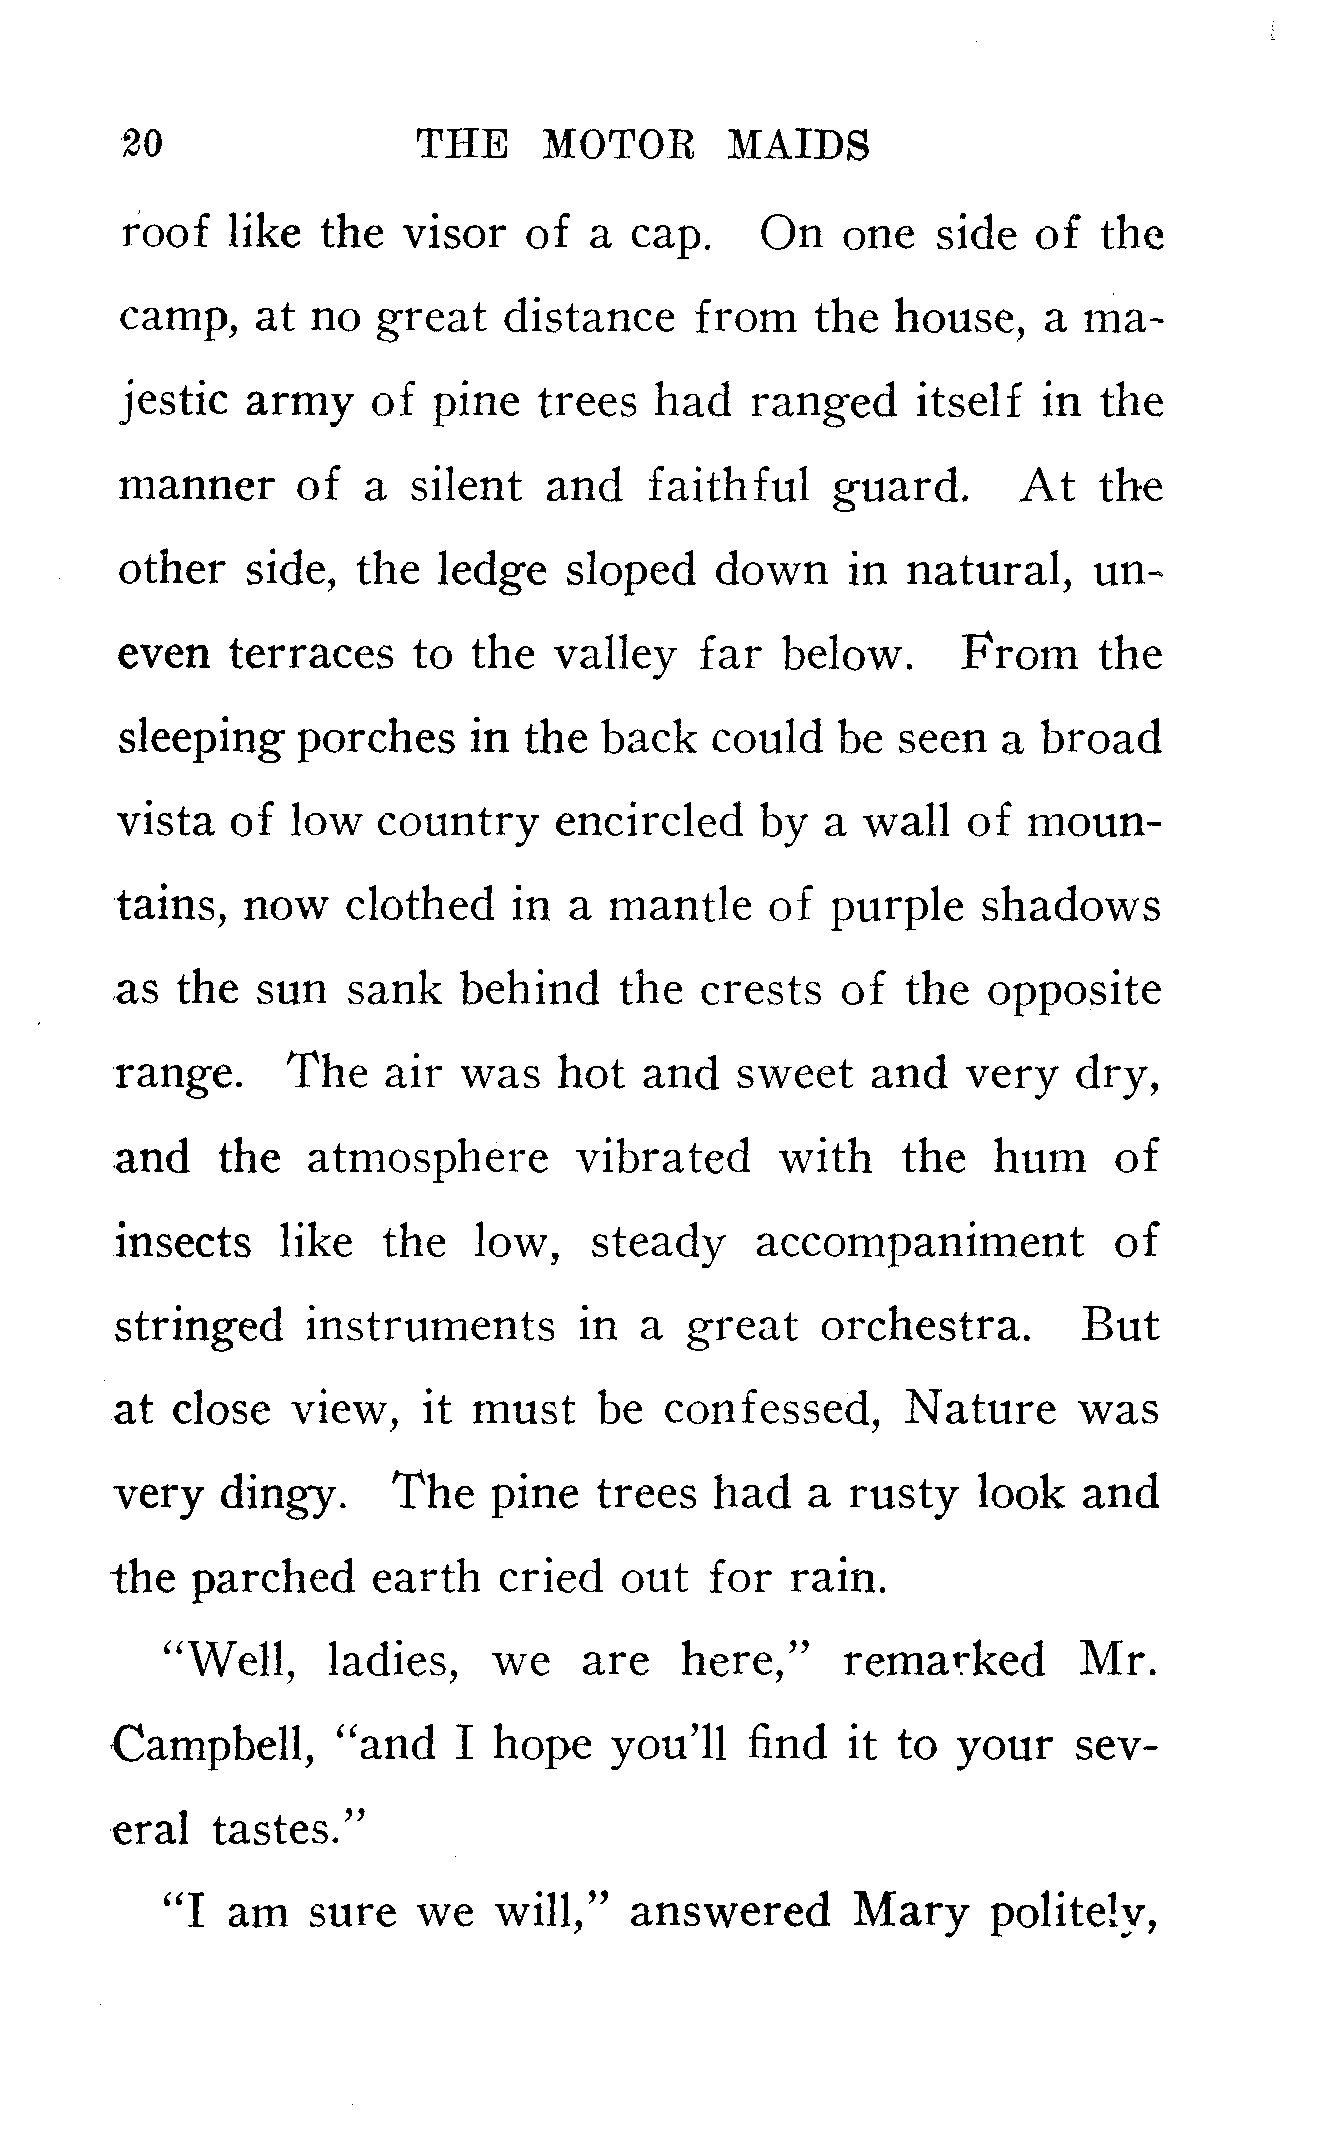 20 THE MOTOR MAIDS
roof like the visor of a cap. On one side of the
camp, at no great distance from the house, a ma-
jestic army of pine trees had ranged itself in the
manner of a silent and faithful guard. At the
other side, the ledge sloped down in natural, un-
even terraces to the valley far below. From the
sleeping porches in the back could be seen a broad
vista of low country encircled by a wall of moun-
tains, now clothed in a mantle of purple shadows
as the sun sank behind the crests of the opposite
range. The air was hot and sweet and very dry,
and the atmosphere vibrated with the hum of
insects like the low, steady accompaniment of
stringed instruments in a great orchestra. But
at close view, it must be confessed, Nature was
very dingy. The pine trees had a rusty look and
the parched earth cried out for rain.
"Well, ladies, we are here," remarked Mr.
Campbell, "and I hope you'll find it to your sev-
eral tastes."
"I am sure we will," answered Mary politely,